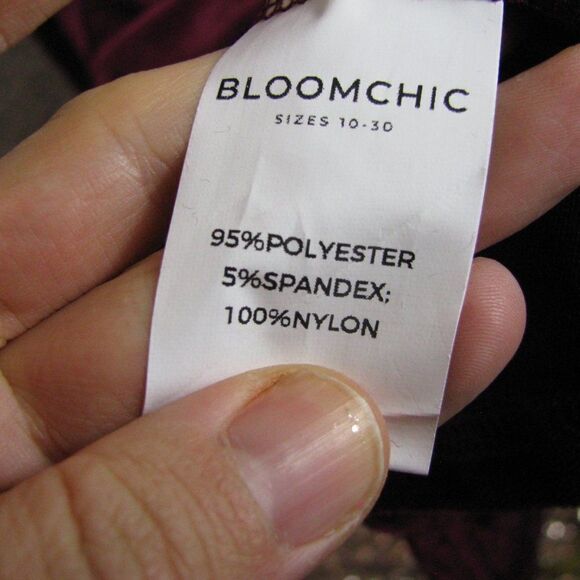 BLOOMCHIC
SIZES 10-30
95%POLYESTER
5%SPANDEX;
100%NYLON